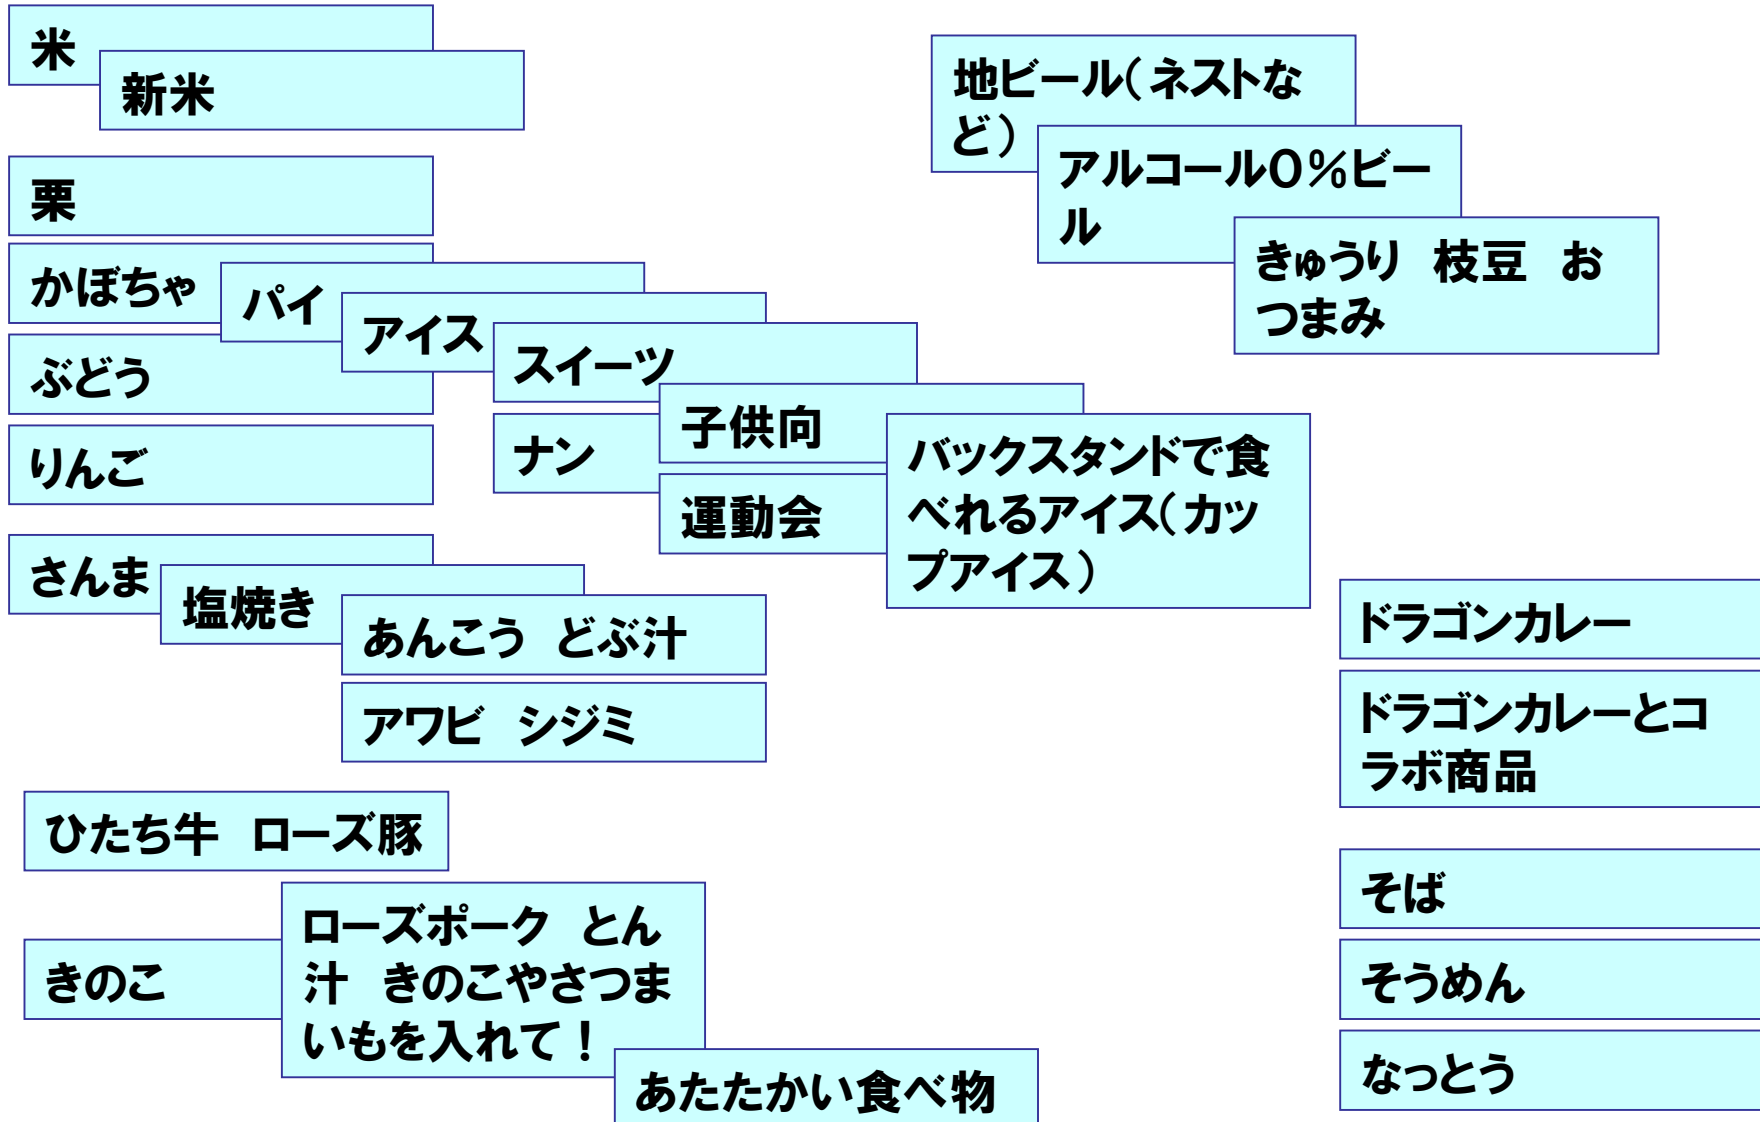 米
新米
栗
かぼちゃ
パイ
アイス
スイーツ
ぶどう
りんご
ナン
子供向
運動会
バックスタンドで食
べれるアイス(カッ
プアイス)
地ビール(ネストな
ど)
アルコール0%ビー
ル
きゅうり　枝豆　お
つまみ
さんま
塩焼き
あんこう　どぶ汁
アワビ　シジミ
ひたち牛　ローズ豚
きのこ
ローズポーク　とん
汁　きのこやさつま
いもを入れて!
あたたかい食べ物
ドラゴンカレー
ドラゴンカレーとコ
ラボ商品
そば
そうめん
なっとう